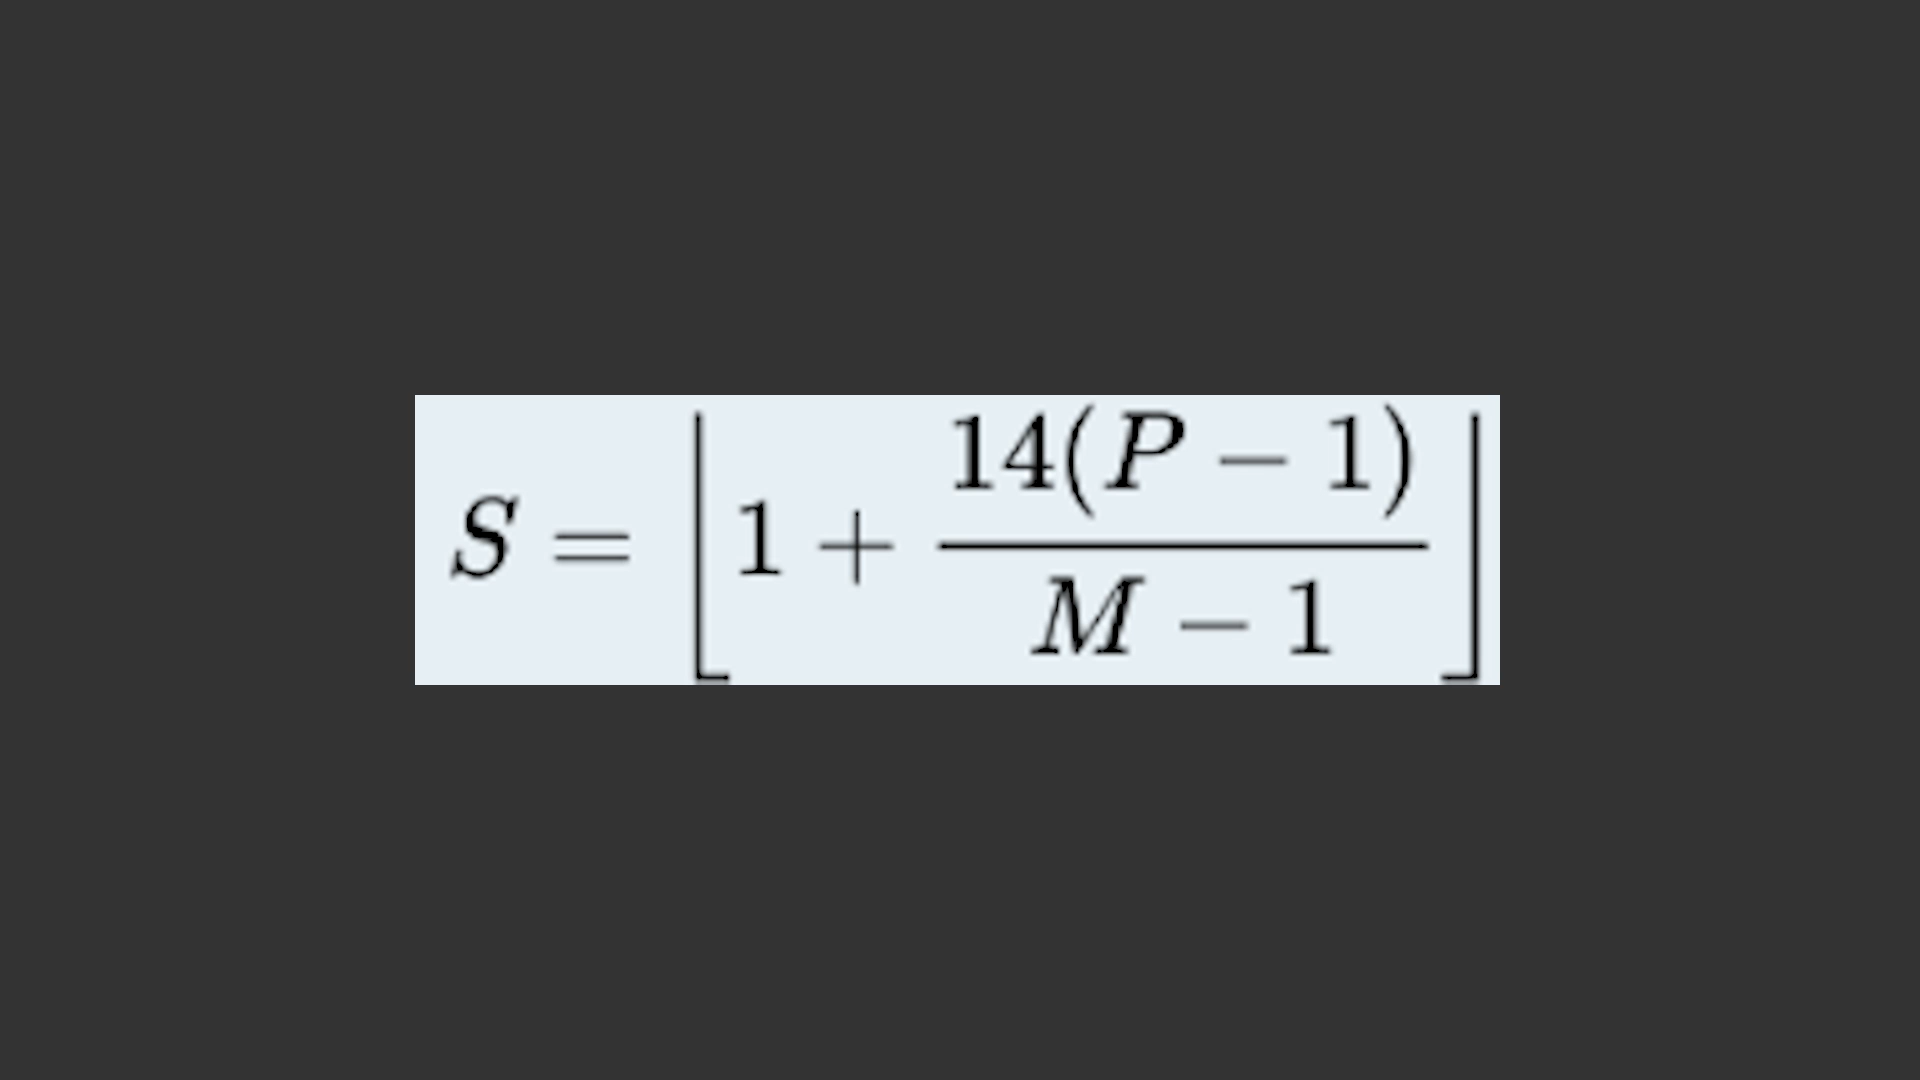 S = ⌊1 + 14(P − 1) / M − 1⌋